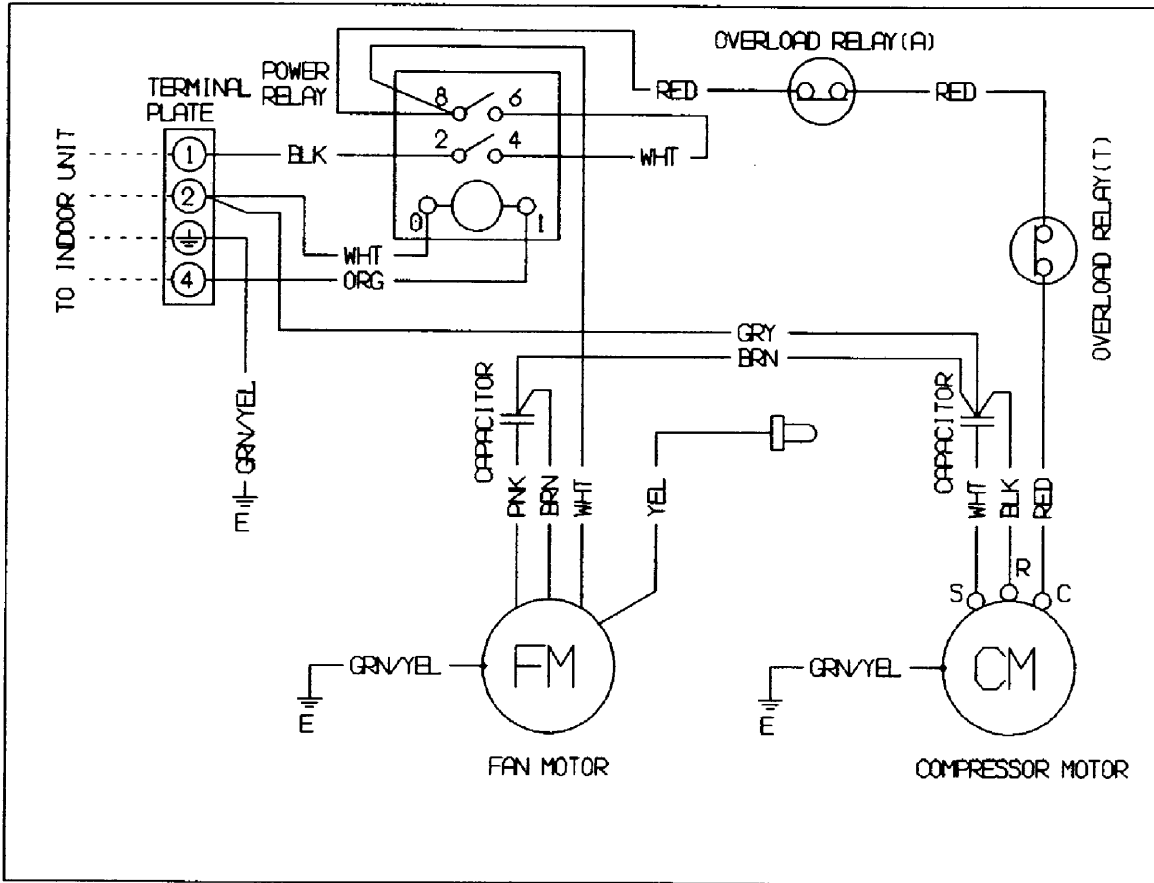 OVERLOAD RELAY(A)
POWER
RELAY
TERMINAL
PLATE
RED
RED
8
6
2
4
1
BLK
WHT
TO INDOOR UNIT
2
0
1
WHT
4
ORG
OVERLOAD RELAY(T)
GRY
BRN
CAPACITOR
CAPACITOR
GRN/YEL
E
PNK
BRN
WHT
YEL
WHT
BLK
RED
S
R
C
FM
CM
GRN/YEL
E
GRN/YEL
E
FAN MOTOR
COMPRESSOR MOTOR